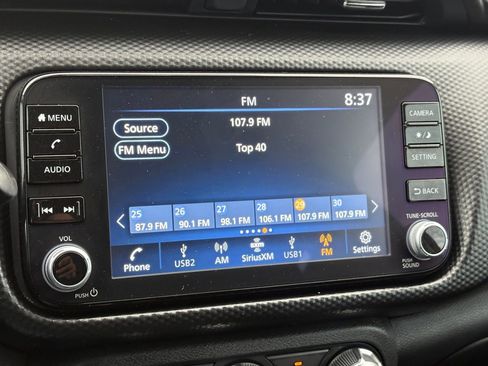 FM
8:37
MENU
AUDIO
VOL
PUSH
Source
107.9 FM
FM Menu
Top 40
25 26 27 28 29 30
87.9 FM 90.1 FM 98.1 FM 106.1 FM 107.9 FM 107.9 FM
Phone USB2 AM SiriusXM USB1 FM Settings
CAMERA
SETTING
BACK
TUNE·SCROLL
PUSH
SOUND